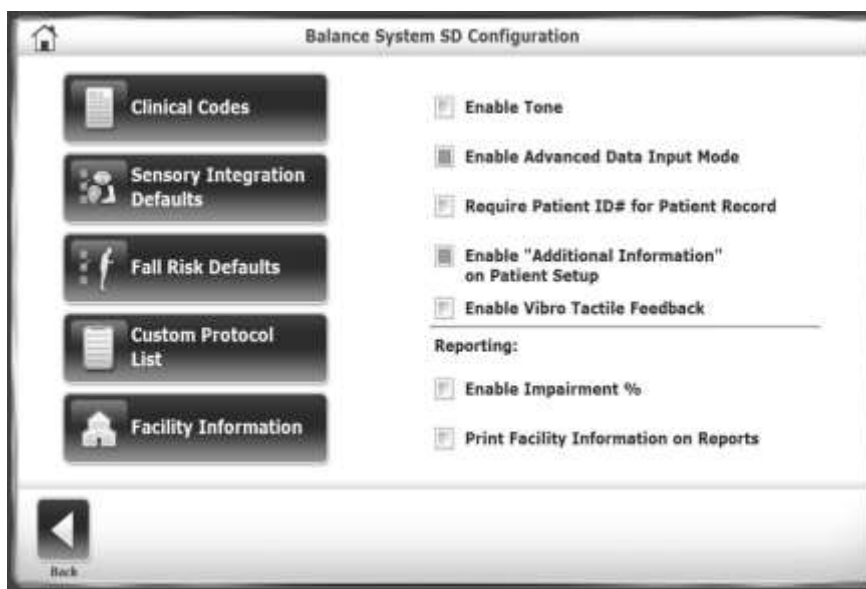 Balance System SD Configuration
Clinical Codes
Sensory Integration
Defaults
Fall Risk Defaults
Custom Protocol
List
Facility Information
Enable Tone
Enable Advanced Data Input Mode
Require Patient ID# for Patient Record
Enable "Additional Information"
on Patient Setup
Enable Vibro Tactile Feedback
Reporting:
Enable Impairment %
Print Facility Information on Reports
Back